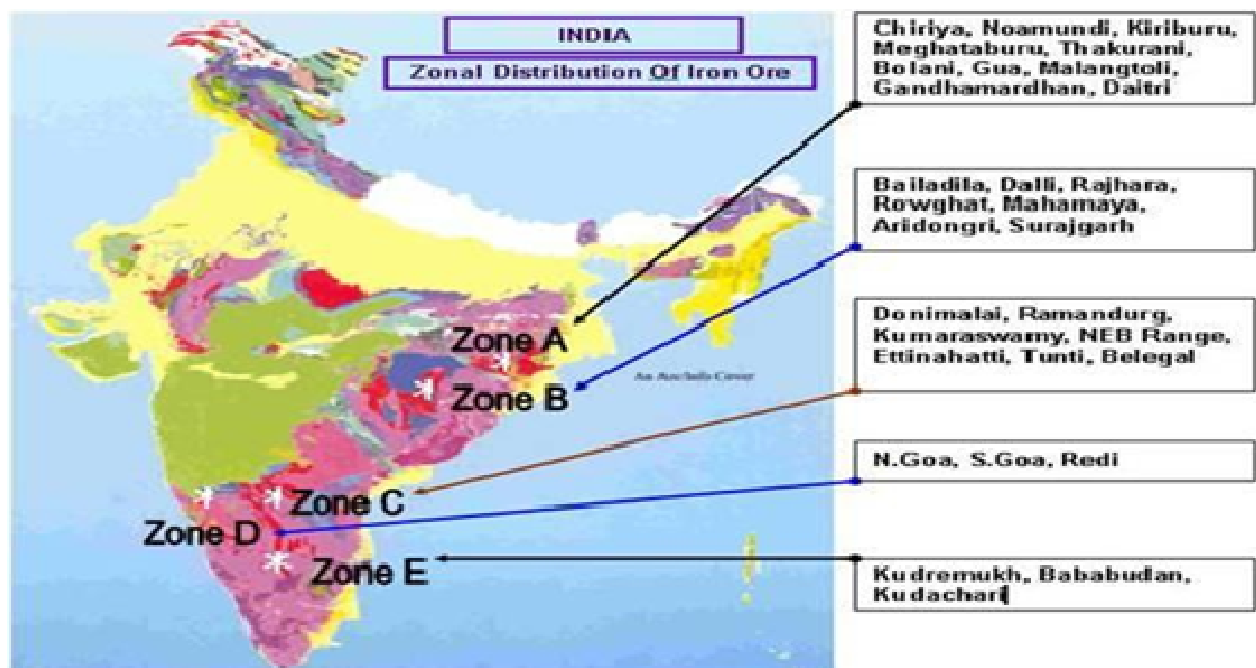 INDIA
Zonal Distribution Of Iron Ore
Chiriya, Noamundi, Kiriburu,
Meghataburu, Thakurani,
Bolani, Gua, Malangtoli,
Gandhamardhan, Daitri
Bailadila, Dalli, Rajhara,
Rowghat, Mahamaya,
Aridongri, Surajgarh
Donimalai, Ramandurg,
Kumaraswamy, NEB Range,
Ettinahatti, Tunti, Belegal
N.Goa, S.Goa, Redi
Kudremukh, Bababudan,
Kudachari
Zone A
Zone B
Zone C
Zone D
Zone E